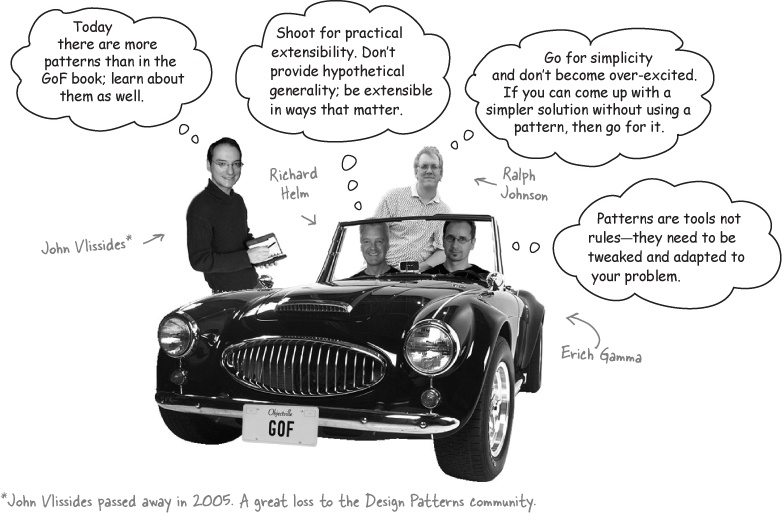 Today
there are more
patterns than in the
GoF book; learn about
them as well.
Shoot for practical
extensibility. Don't
provide hypothetical
generality; be extensible
in ways that matter.
Go for simplicity
and don't become over-excited.
If you can come up with a
simpler solution without using a
pattern, then go for it.
Richard
Helm
Ralph
Johnson
John Vlissides*
Patterns are tools not
rules—they need to be
tweaked and adapted to
your problem.
Erich Gamma
Objectville
GOF
*John Vlissides passed away in 2005. A great loss to the Design Patterns community.